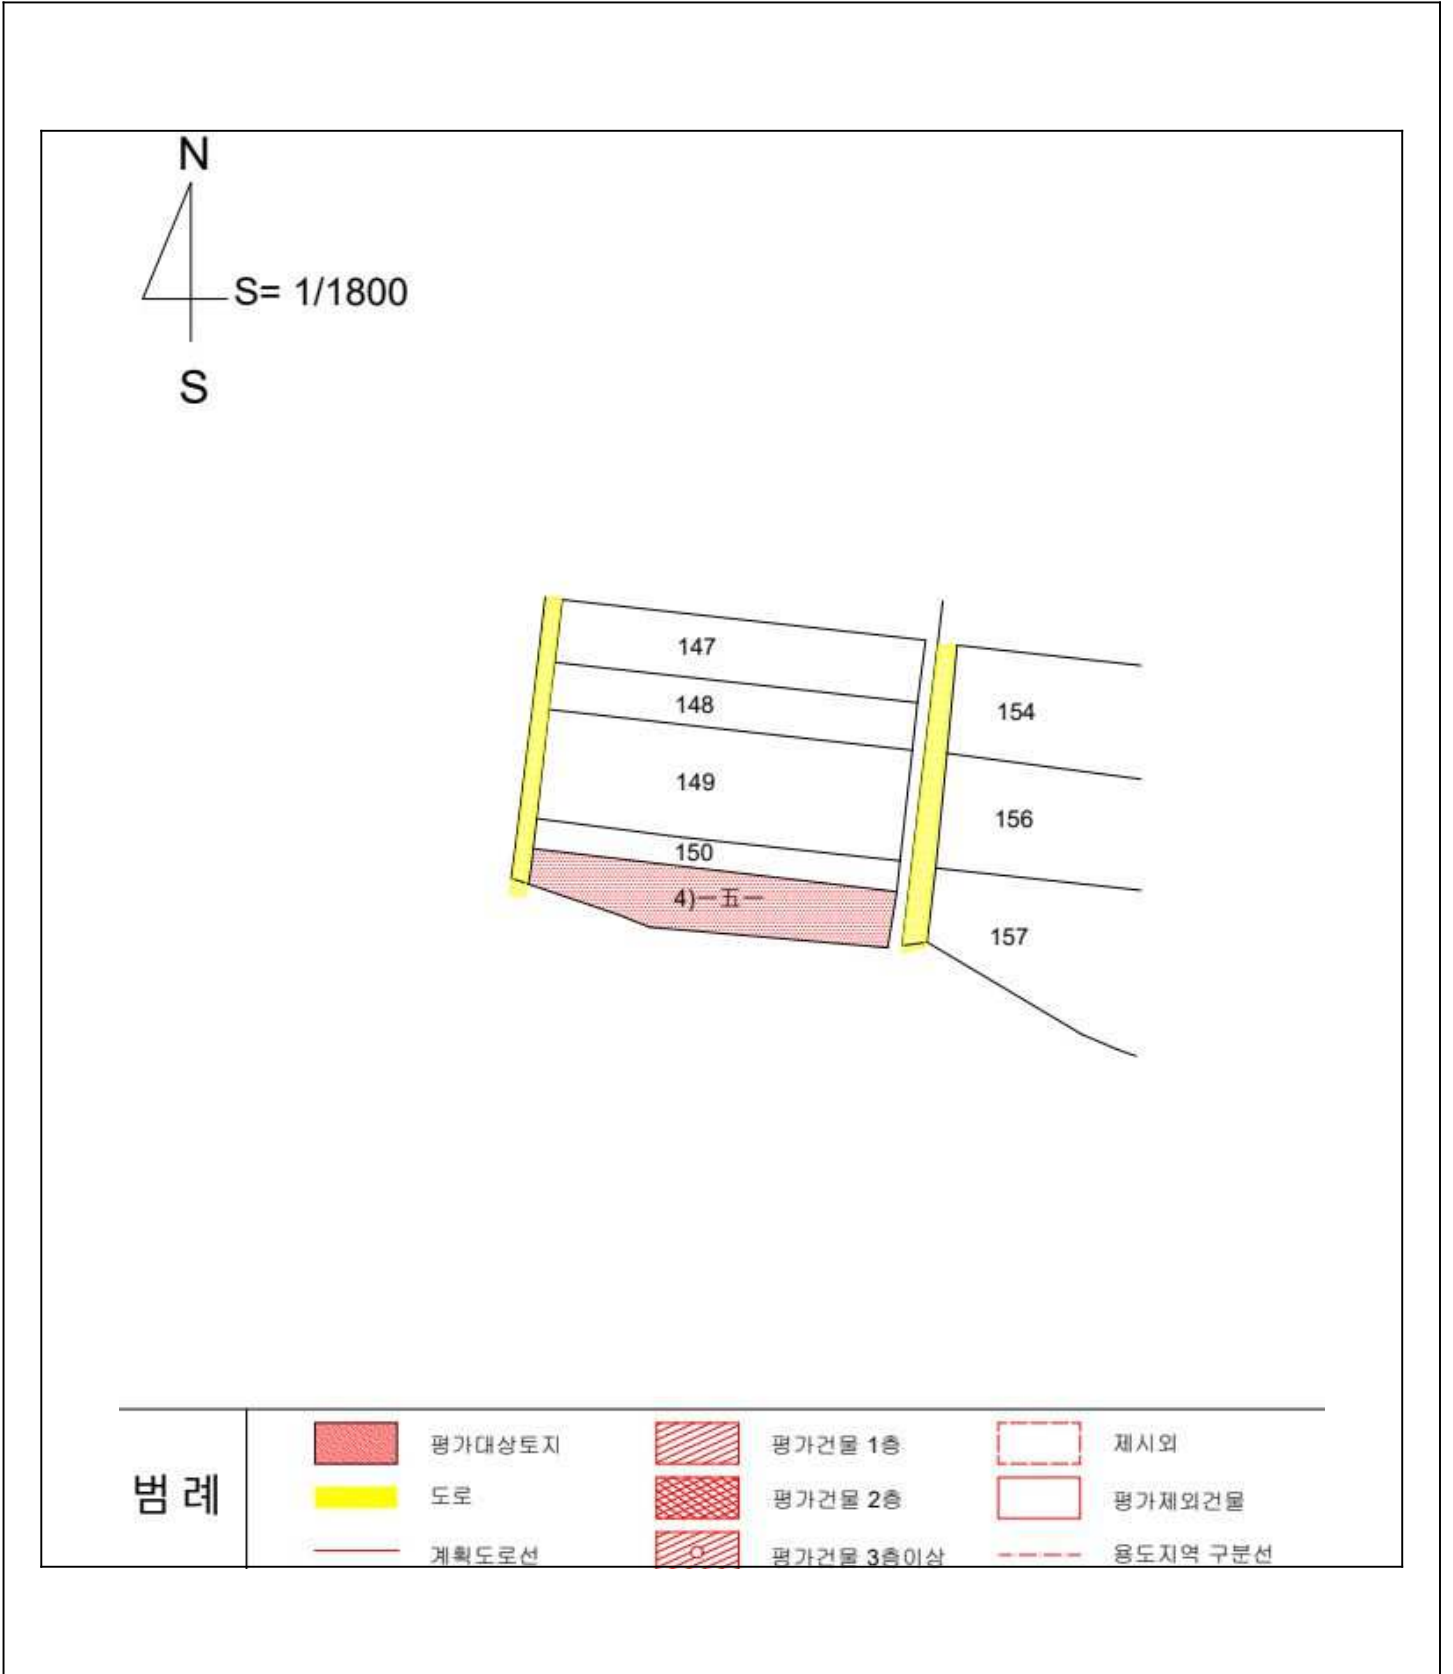 N
S= 1/1800
S
147
148
154
149
156
150
4)一五一
157
범 례
평가대상토지
평가건물 1층
제시외
도로
평가건물 2층
평가제외건물
계획도로선
평가건물 3층이상
용도지역 구분선